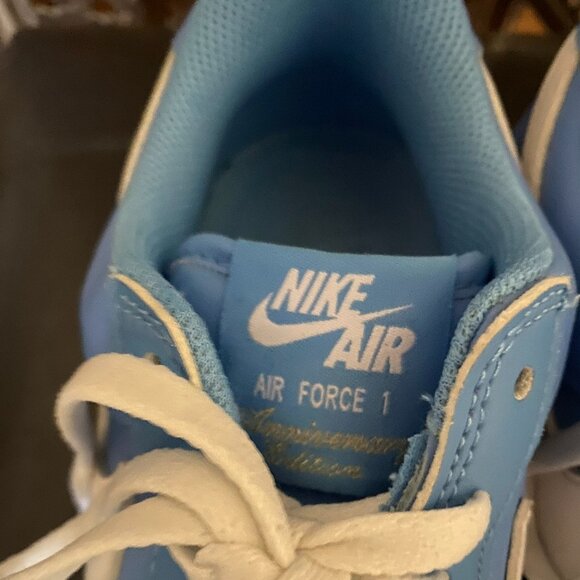 NIKE
AIR
AIR FORCE 1
Anniversary
Edition